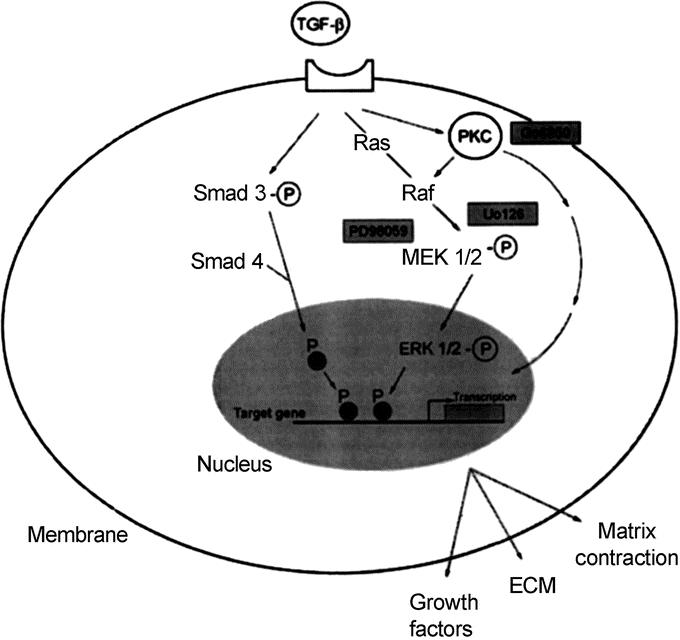 TGF-β
PKC
Go6850
Ras
Smad 3
P
Raf
Uo126
PD98059
Smad 4
MEK 1/2
P
P
ERK 1/2
P
P
P
Transcription
Target gene
Nucleus
Membrane
Matrix
contraction
ECM
Growth
factors